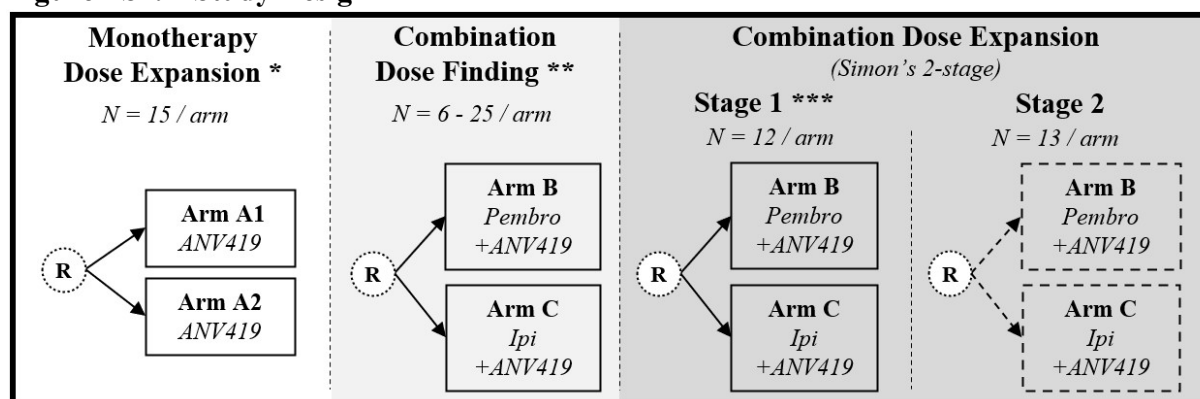 Monotherapy
Dose Expansion *
N = 15 / arm
R
Arm A1
ANV419
Arm A2
ANV419
Combination
Dose Finding **
N = 6 - 25 / arm
R
Arm B
Pembro
+ANV419
Arm C
Ipi
+ANV419
Combination Dose Expansion
(Simon's 2-stage)
Stage 1 ***
N = 12 / arm
R
Arm B
Pembro
+ANV419
Arm C
Ipi
+ANV419
Stage 2
N = 13 / arm
R
Arm B
Pembro
+ANV419
Arm C
Ipi
+ANV419